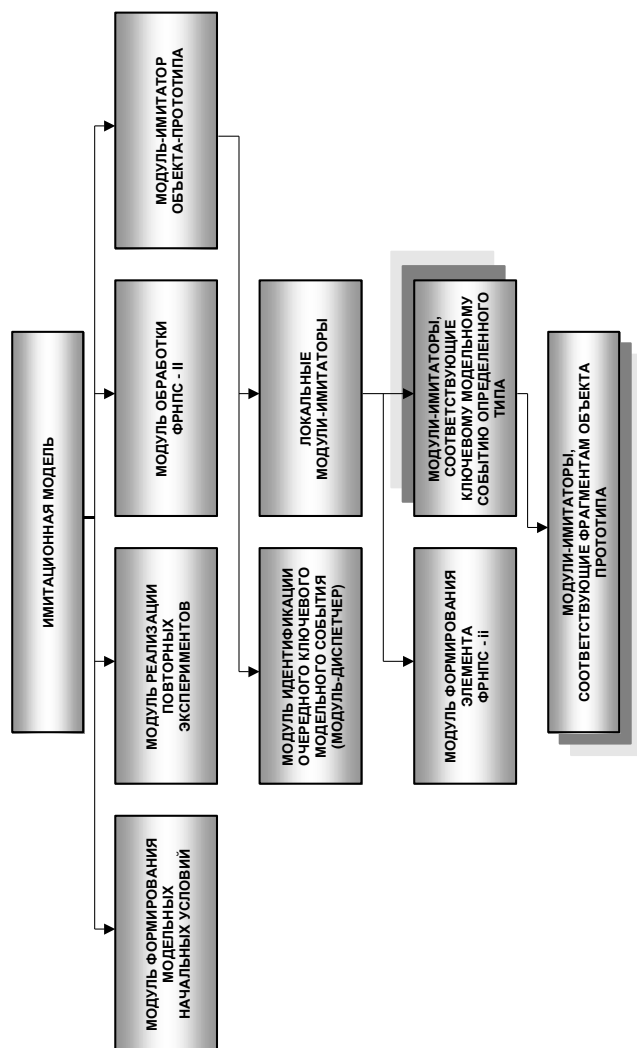 ИМИТАЦИОННАЯ МОДЕЛЬ
МОДУЛЬ ФОРМИРОВАНИЯ
МОДЕЛЬНЫХ
НАЧАЛЬНЫХ УСЛОВИЙ
МОДУЛЬ РЕАЛИЗАЦИИ
ПОВТОРНЫХ
ЭКСПЕРИМЕНТОВ
МОДУЛЬ ОБРАБОТКИ
ФРНПС - II
МОДУЛЬ-ИМИТАТОР
ОБЪЕКТА-ПРОТОТИПА
МОДУЛЬ ИДЕНТИФИКАЦИИ
ОЧЕРЕДНОГО КЛЮЧЕВОГО
МОДЕЛЬНОГО СОБЫТИЯ
(МОДУЛЬ-ДИСПЕТЧЕР)
ЛОКАЛЬНЫЕ
МОДУЛИ-ИМИТАТОРЫ
МОДУЛЬ ФОРМИРОВАНИЯ
ЭЛЕМЕНТА
ФРНПС - ii
МОДУЛИ-ИМИТАТОРЫ,
СООТВЕТСТВУЮЩИЕ
КЛЮЧЕВОМУ МОДЕЛЬНОМУ
СОБЫТИЮ ОПРЕДЕЛЕННОГО
ТИПА
МОДУЛИ-ИМИТАТОРЫ,
СООТВЕТСТВУЮЩИЕ ФРАГМЕНТАМ ОБЪЕКТА
ПРОТОТИПА